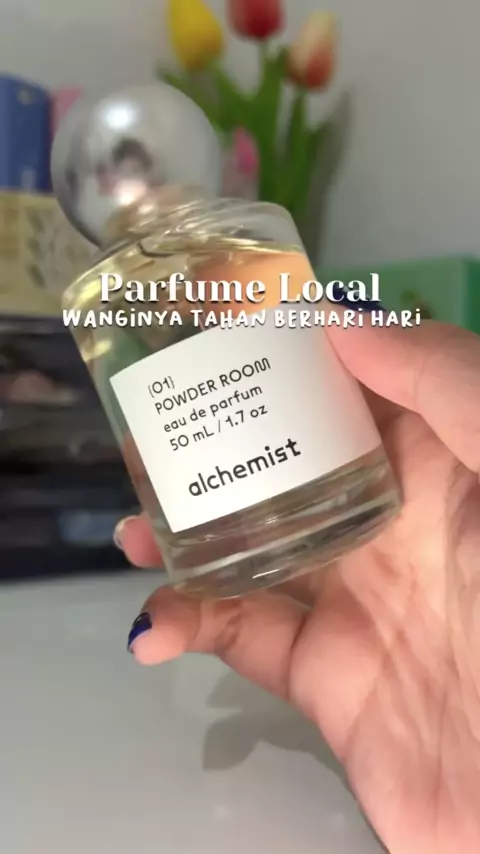 Parfume Local
WANGINYA TAHAN BERHARI HARI
(01)
POWDER ROOM
eau de parfum
50 mL / 1.7 oz
alchemist